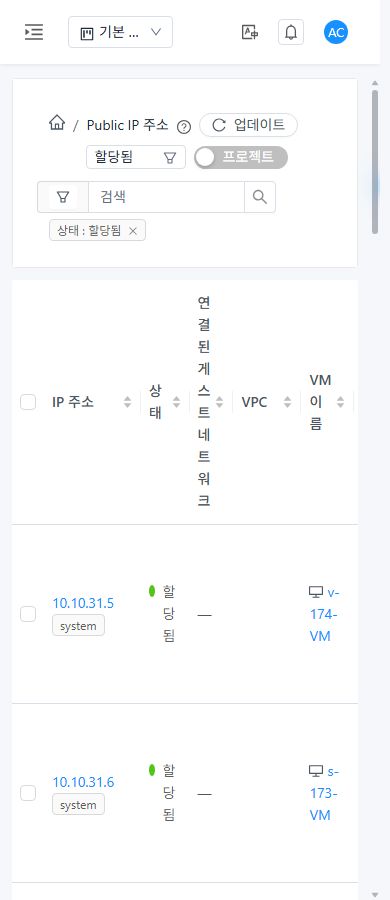 기본 ...
AC
/ Public IP 주소 업데이트
할당됨 프로젝트
검색
상태 : 할당됨
IP 주소
상
태
연
결
된
게
스
트
네
트
워
크
VPC
VM
이
름
10.10.31.5
system
할
당
됨
—
v-
174-
VM
10.10.31.6
system
할
당
됨
—
s-
173-
VM